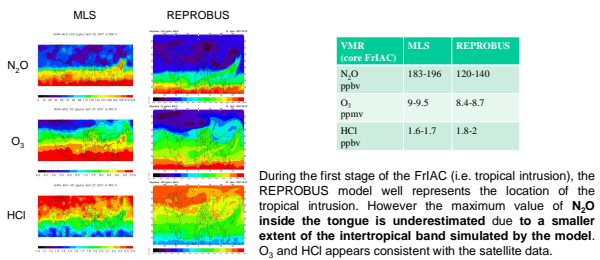 MLS REPROBUS
N2O
O3
HCl
VMR (core FrIAC) MLS REPROBUS
N2O ppbv 183-196 120-140
O3 ppmv 9-9.5 8.4-8.7
HCl ppbv 1.6-1.7 1.8-2
During the first stage of the FrIAC (i.e. tropical intrusion), the
REPROBUS model well represents the location of the
tropical intrusion. However the maximum value of N2O
inside the tongue is underestimated due to a smaller
extent of the intertropical band simulated by the model.
O3 and HCl appears consistent with the satellite data.